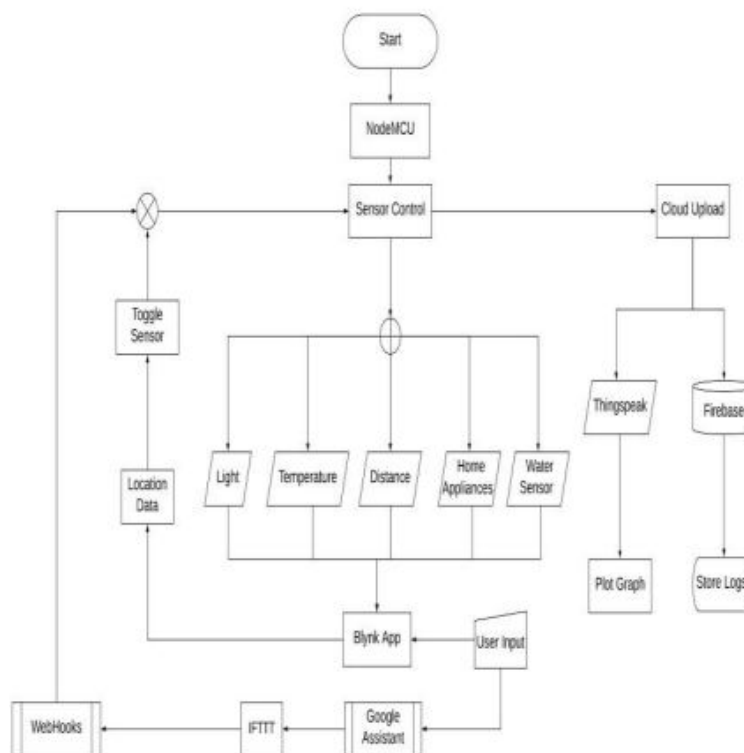 Start
NodeMCU
Sensor Control
Cloud Upload
Toggle
Sensor
Thingspeak
Firebase
Light
Temperature
Distance
Home
Appliances
Water
Sensor
Location
Data
Plot Graph
Store Logs
Blynk App
User Input
WebHooks
IFTTT
Google
Assistant